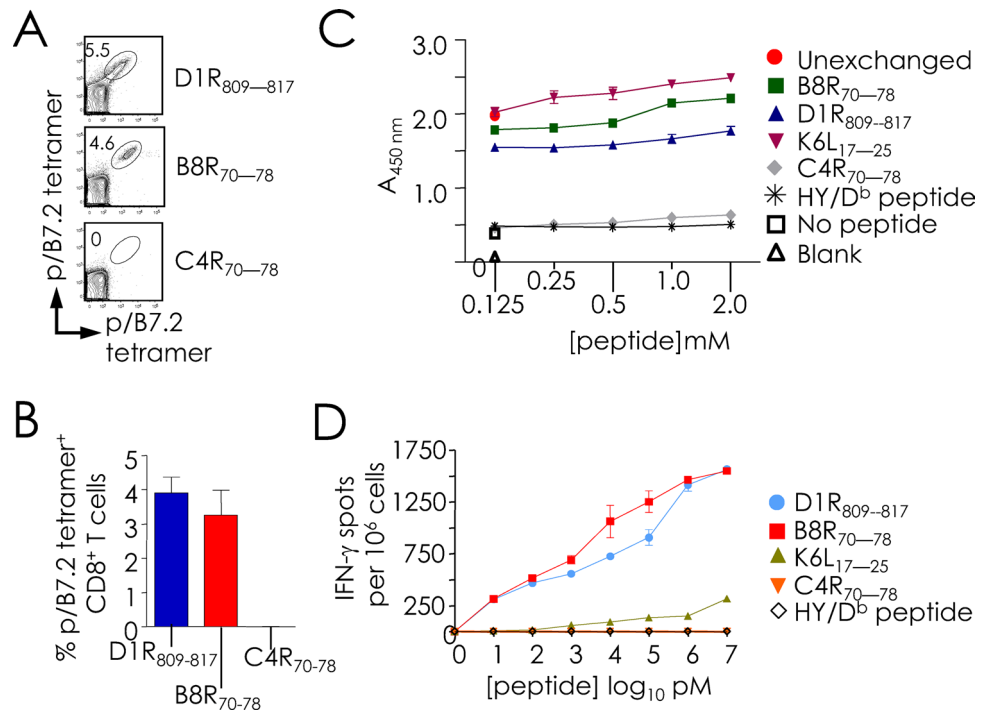 A
5.5
D1R809—817
4.6
B8R70—78
0
C4R70—78
p/B7.2 tetramer
p/B7.2
tetramer
C
3.0
2.0
1.0
0
A450 nm
0.125
0.25
0.5
1.0
2.0
[peptide]mM
Unexchanged
B8R70—78
D1R809--817
K6L17—25
C4R70—78
HY/Db peptide
No peptide
Blank
B
% p/B7.2 tetramer+
CD8+ T cells
5
4
3
2
1
0
D1R809-817
B8R70-78
C4R70-78
D
IFN-γ spots
per 106 cells
1750
1250
750
250
0
0 1 2 3 4 5 6 7
[peptide] log10 pM
D1R809--817
B8R70—78
K6L17—25
C4R70—78
HY/Db peptide